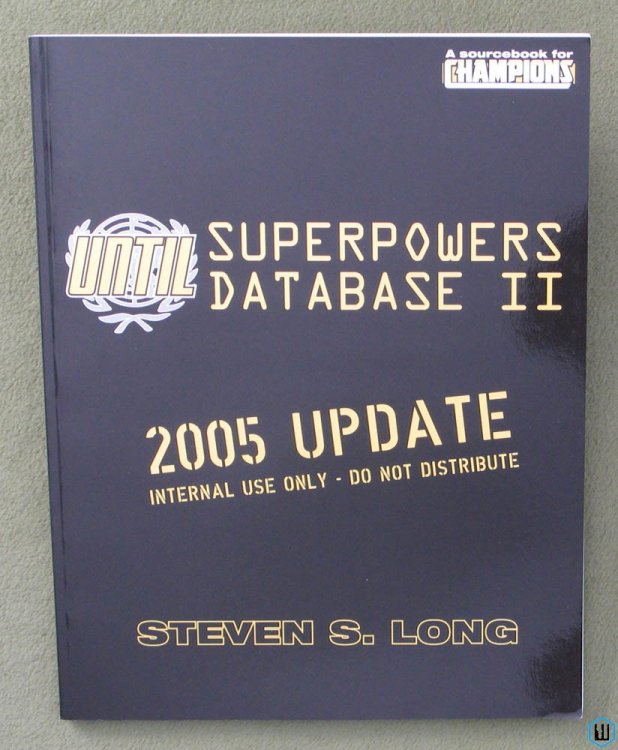 A sourcebook for
CHAMPIONS
UNTIL
SUPERPOWERS
DATABASE II
2005 UPDATE
INTERNAL USE ONLY - DO NOT DISTRIBUTE
STEVEN S. LONG
W